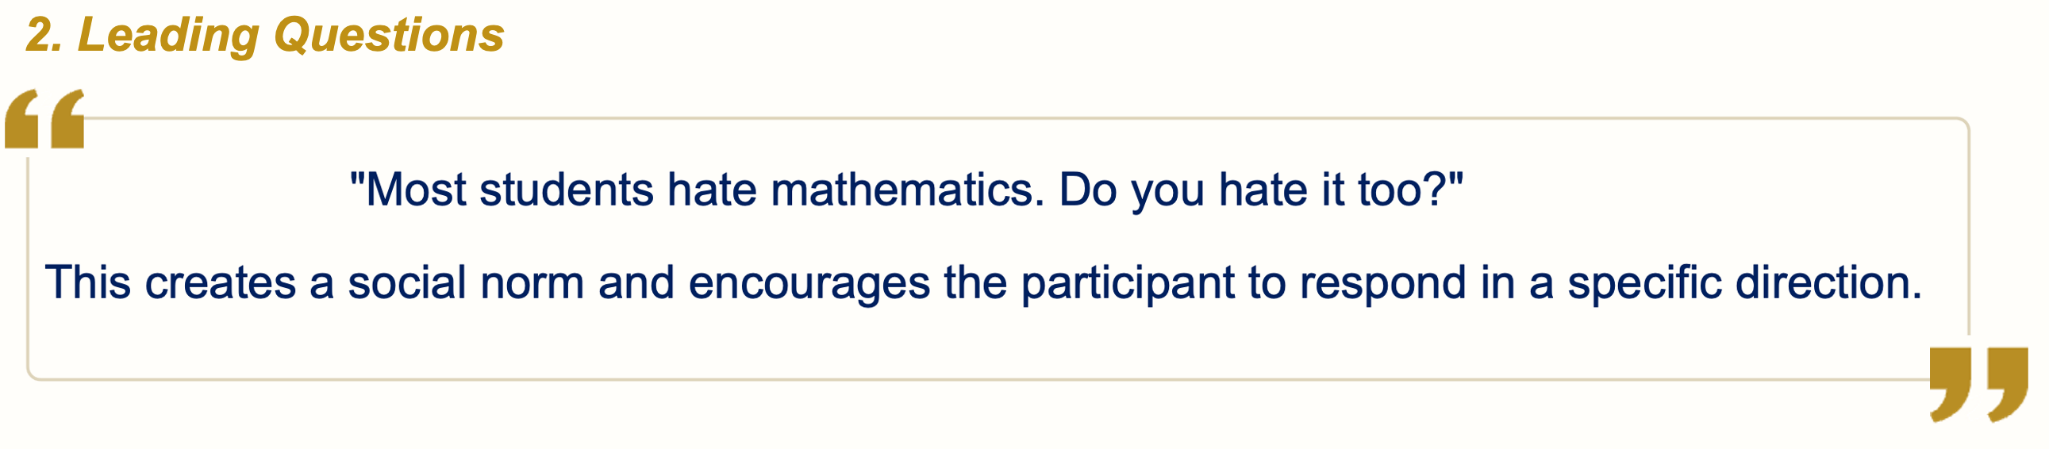 2. Leading Questions
"Most students hate mathematics. Do you hate it too?"
This creates a social norm and encourages the participant to respond in a specific direction.